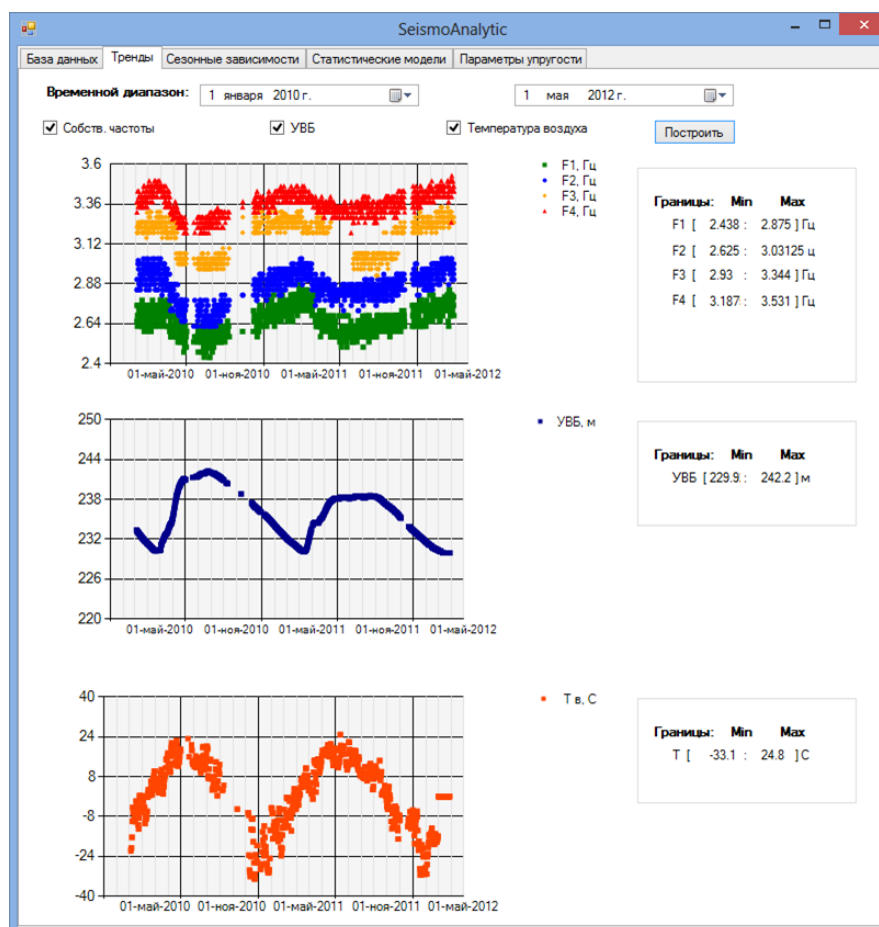 SeismoAnalytic
База данных Тренды Сезонные зависимости Статистические модели Параметры упругости
Временной диапазон: 1 января 2010 г. 1 мая 2012 г.
Собств. частоты УВБ Температура воздуха Построить
3.6
3.36
3.12
2.88
2.64
2.4
01-май-2010 01-ноя-2010 01-май-2011 01-ноя-2011 01-май-2012
F1, Гц
F2, Гц
F3, Гц
F4, Гц
Границы: Min Max
F1 [ 2.438 : 2.875 ] Гц
F2 [ 2.625 : 3.03125 ц
F3 [ 2.93 : 3.344 ] Гц
F4 [ 3.187 : 3.531 ] Гц
250
244
238
232
226
220
01-май-2010 01-ноя-2010 01-май-2011 01-ноя-2011 01-май-2012
УВБ, м
Границы: Min Max
УВБ [ 229.9 : 242.2 ] м
40
24
8
-8
-24
-40
01-май-2010 01-ноя-2010 01-май-2011 01-ноя-2011 01-май-2012
Т в, С
Границы: Min Max
T [ -33.1 : 24.8 ] C